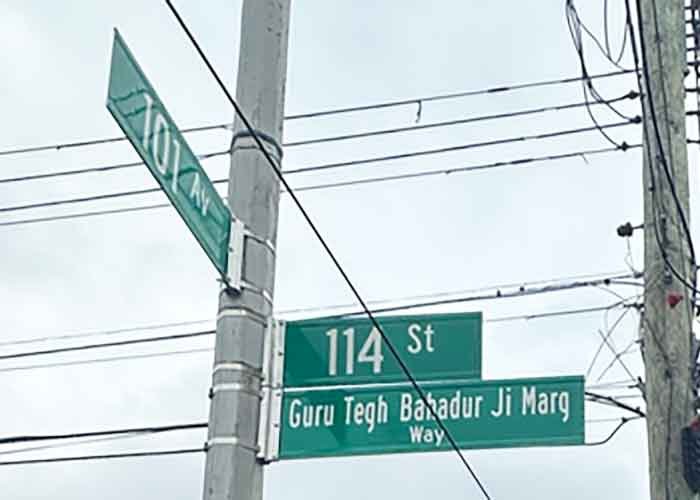 101 AV
114 St
Guru Tegh Bahadur Ji Marg
Way